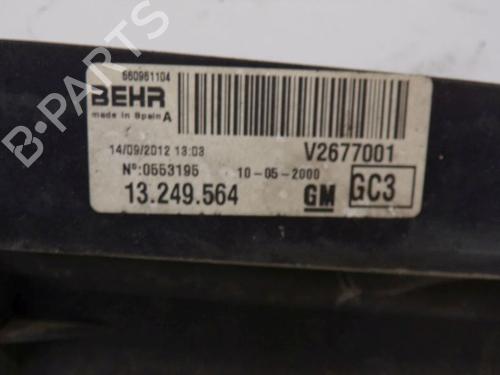 560961104
BEHR
made in Spain A
14/09/2012 13:03
V2677001
Nº:0553195
10-05-2000
13.249.564
GM
GC3
B-PARTS